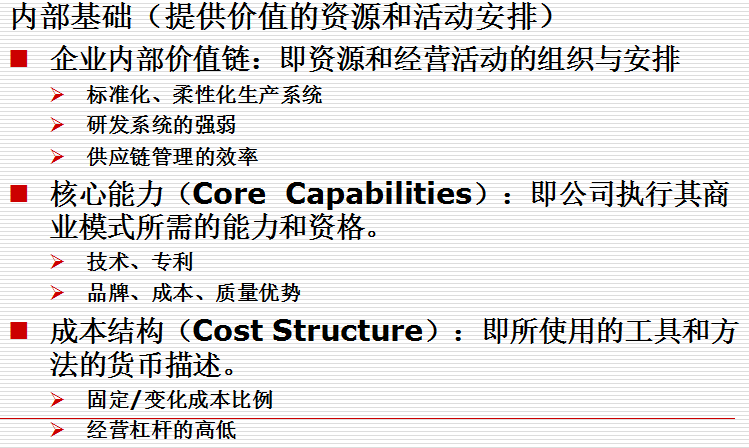 内部基础（提供价值的资源和活动安排）
企业内部价值链：即资源和经营活动的组织与安排
标准化、柔性化生产系统
研发系统的强弱
供应链管理的效率
核心能力（Core Capabilities）：即公司执行其商
业模式所需的能力和资格。
技术、专利
品牌、成本、质量优势
成本结构（Cost Structure）：即所使用的工具和方
法的货币描述。
固定/变化成本比例
经营杠杆的高低